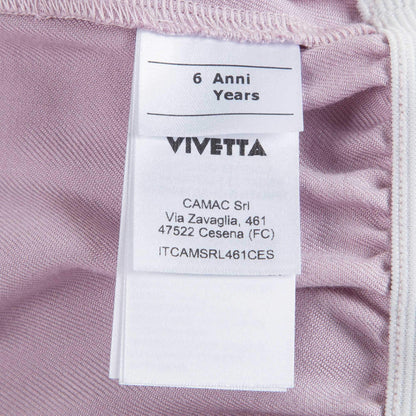 6 Anni
Years
VIVETTA
CAMAC Srl
Via Zavaglia, 461
47522 Cesena (FC)
ITCAMSRL461CES